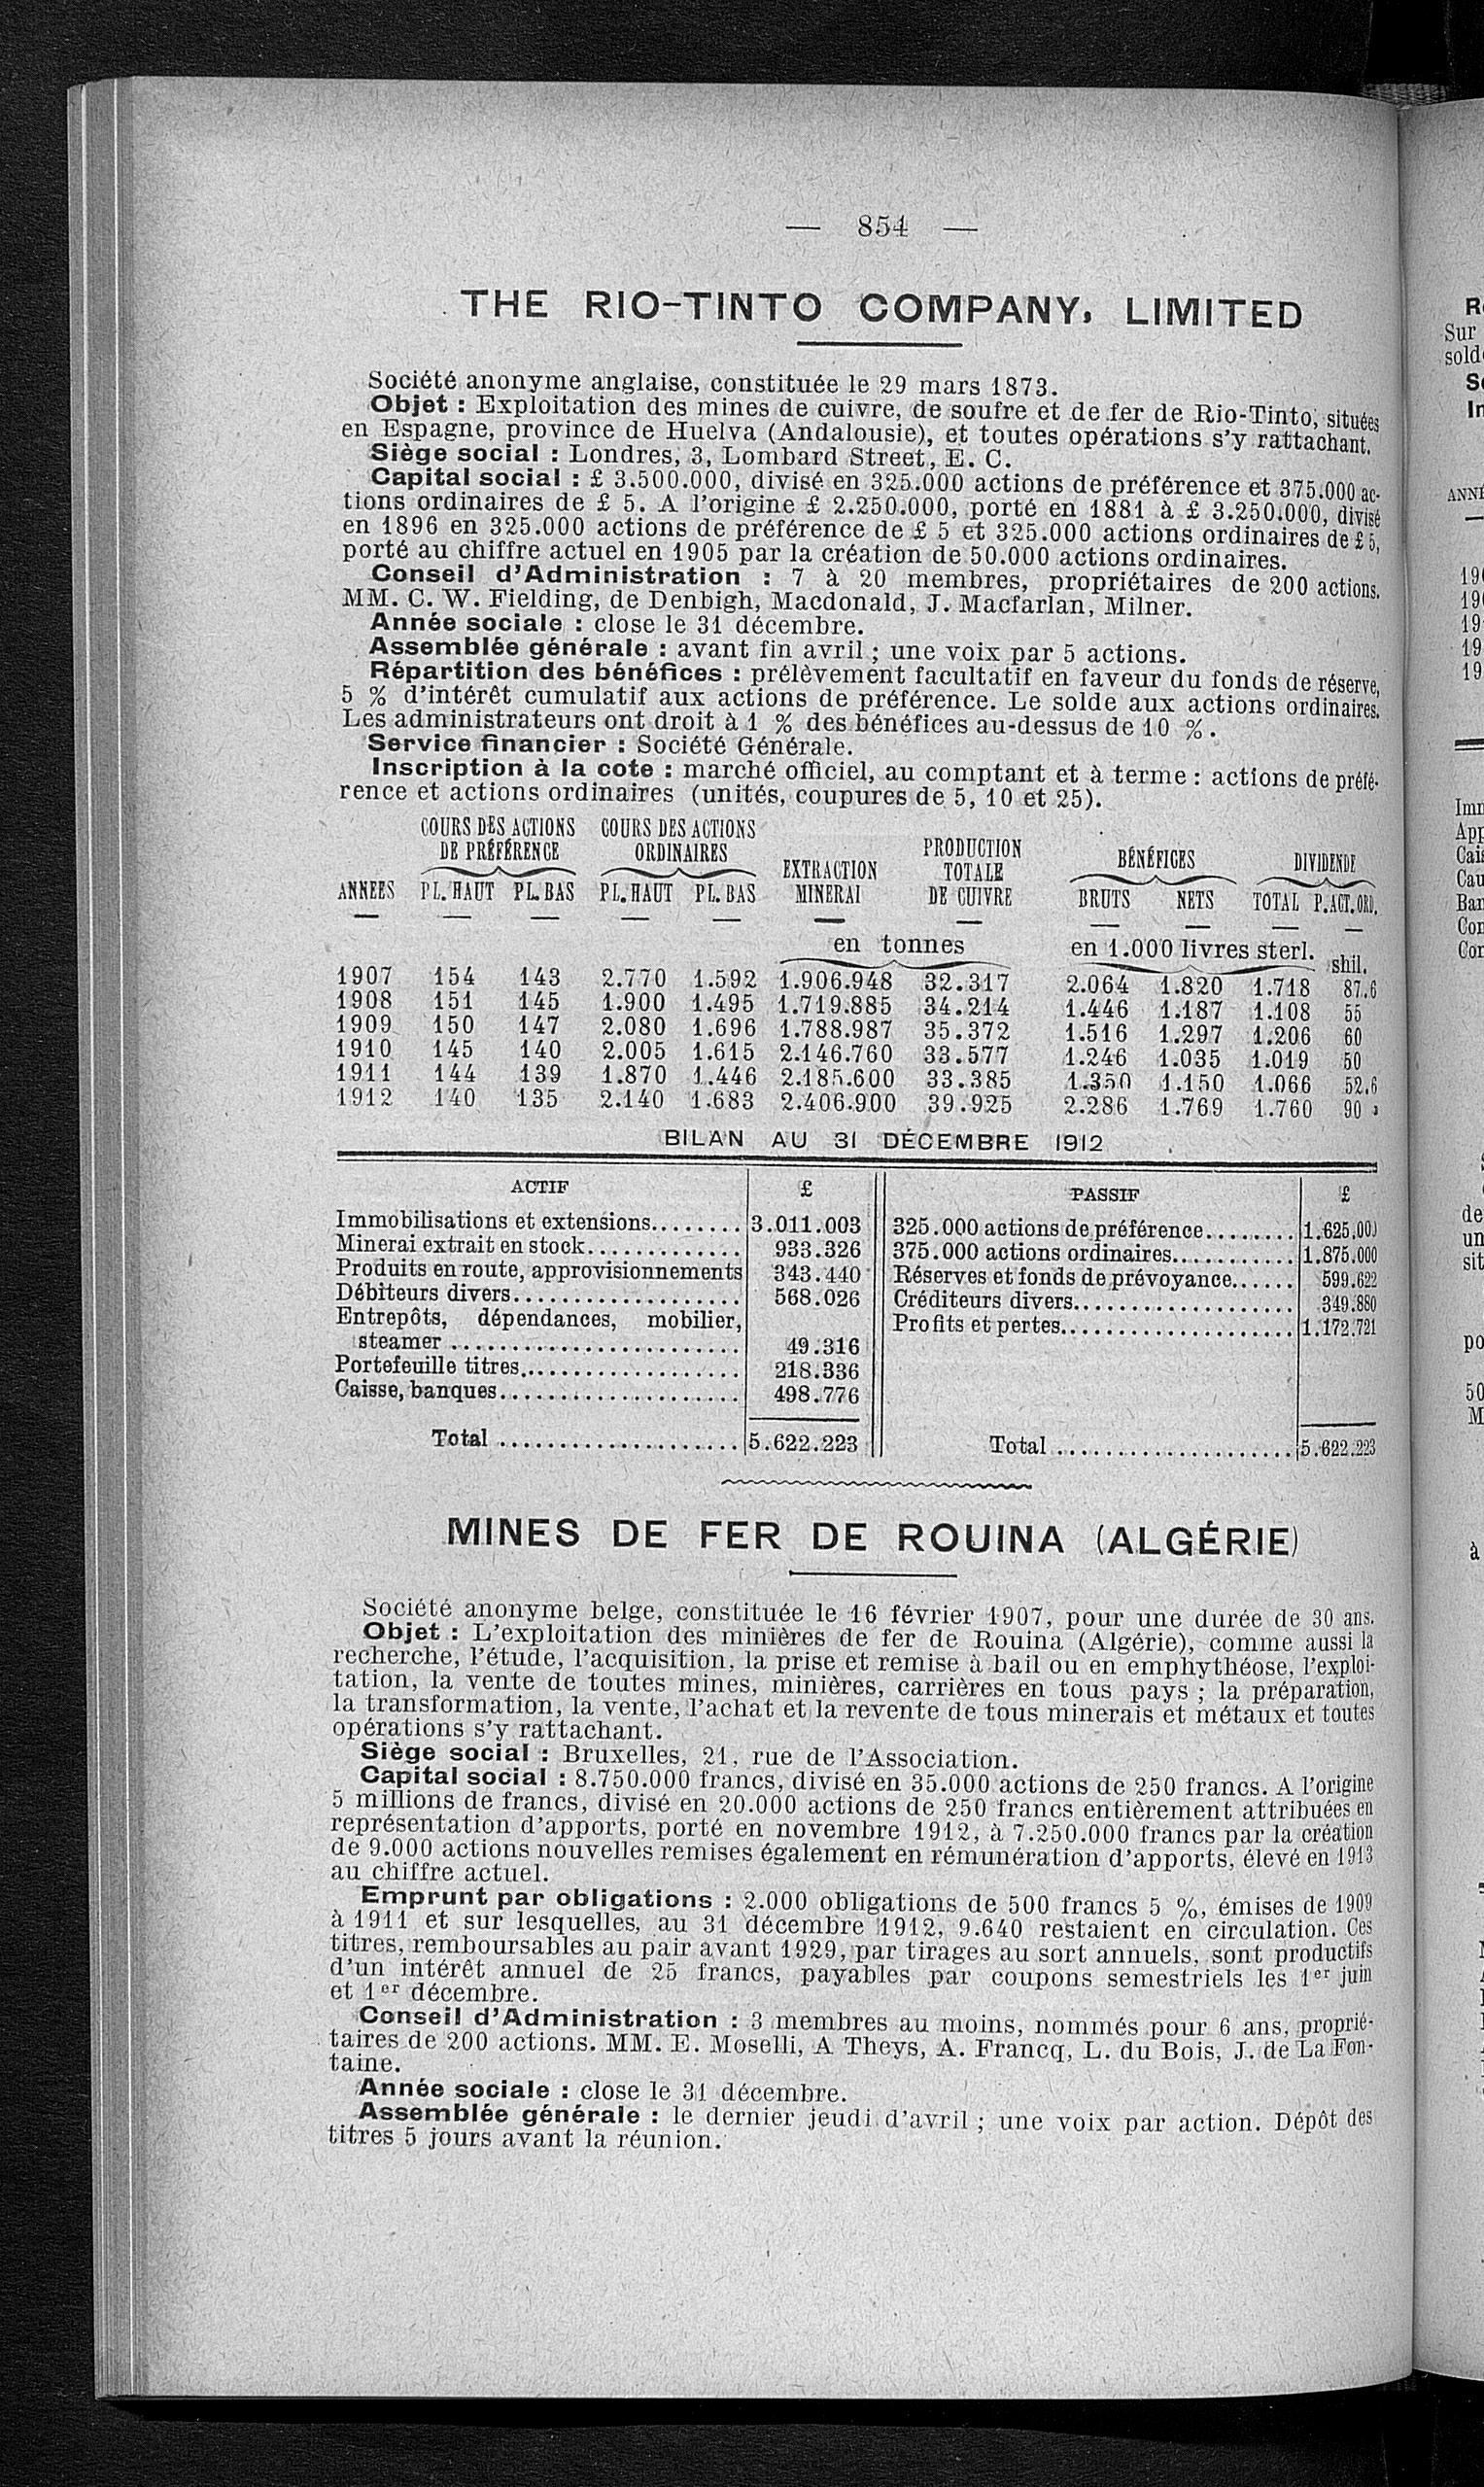 — 854 —
THE RIO-TINTO COMPANY, LIMITED
Société anonyme anglaise, constituée le 29 mars 1873.
Objet : Exploitation des mines de cuivre, de soufre et de fer de Rio-Tinto, situées
en Espagne, province de Huelva (Andalousie), et toutes opérations s'y rattachant.
Siège social : Londres, 3, Lombard Street, E. C.
Capital social : £ 3.500.000, divisé en 325.000 actions de préférence et 375.000 ac-
tions ordinaires de £ 5. A l'origine £ 2.250.000, porté en 1881 à £ 3.250.000, divisé
en 1896 en 325.000 actions de préférence de £ 5 et 325.000 actions ordinaires de £ 5,
porté au chiffre actuel en 1905 par la création de 50.000 actions ordinaires.
Conseil d'Administration : 7 à 20 membres, propriétaires de 200 actions.
MM. C. W. Fielding, de Denbigh, Macdonald, J. Macfarlan, Milner.
Année sociale : close le 31 décembre.
Assemblée générale : avant fin avril ; une voix par 5 actions.
Répartition des bénéfices : prélèvement facultatif en faveur du fonds de réserve,
5 % d'intérêt cumulatif aux actions de préférence. Le solde aux actions ordinaires.
Les administrateurs ont droit à 1 % des bénéfices au-dessus de 10 %.
Service financier : Société Générale.
Inscription à la cote : marché officiel, au comptant et à terme : actions de préfé-
rence et actions ordinaires (unités, coupures de 5, 10 et 25).
COURS DES ACTIONS COURS DES ACTIONS
DE PRÉFÉRENCE ORDINAIRES EXTRACTION PRODUCTION TOTALE BÉNÉFICES DIVIDENDE
ANNEES PL. HAUT PL. BAS PL. HAUT PL. BAS MINERAI DE CUIVRE BRUTS NETS TOTAL P. ACT. ORD.
en tonnes en 1.000 livres sterl. shil.
1907 154 143 2.770 1.592 1.906.948 32.317 2.064 1.820 1.718 87.6
1908 151 145 1.900 1.495 1.719.885 34.214 1.446 1.187 1.108 55
1909 150 147 2.080 1.696 1.788.987 35.372 1.516 1.297 1.206 60
1910 145 140 2.005 1.615 2.146.760 33.577 1.246 1.035 1.019 50
1911 144 139 1.870 1.446 2.185.600 33.385 1.350 1.150 1.066 52.6
1912 140 135 2.140 1.683 2.406.900 39.925 2.286 1.769 1.760 90 »
BILAN AU 31 DÉCEMBRE 1912
ACTIF £ PASSIF £
Immobilisations et extensions........ 3.011.003 325.000 actions de préférence......... 1.625.000
Minerai extrait en stock............. 933.326 375.000 actions ordinaires............ 1.875.000
Produits en route, approvisionnements 343.440 Réserves et fonds de prévoyance...... 599.622
Débiteurs divers................... 568.026 Créditeurs divers.................. 349.880
Entrepôts, dépendances, mobilier, Profits et pertes.................... 1.172.721
steamer ........................ 49.316
Portefeuille titres.................. 218.336
Caisse, banques.................... 498.776
Total .................... 5.622.223 Total .................... 5.622.223
MINES DE FER DE ROUINA (ALGÉRIE)
Société anonyme belge, constituée le 16 février 1907, pour une durée de 30 ans.
Objet : L'exploitation des minières de fer de Rouina (Algérie), comme aussi la
recherche, l'étude, l'acquisition, la prise et remise à bail ou en emphythéose, l'exploi-
tation, la vente de toutes mines, minières, carrières en tous pays ; la préparation,
la transformation, la vente, l'achat et la revente de tous minerais et métaux et toutes
opérations s'y rattachant.
Siège social : Bruxelles, 21, rue de l'Association.
Capital social : 8.750.000 francs, divisé en 35.000 actions de 250 francs. A l'origine
5 millions de francs, divisé en 20.000 actions de 250 francs entièrement attribuées en
représentation d'apports, porté en novembre 1912, à 7.250.000 francs par la création
de 9.000 actions nouvelles remises également en rémunération d'apports, élevé en 1913
au chiffre actuel.
Emprunt par obligations : 2.000 obligations de 500 francs 5 %, émises de 1909
à 1911 et sur lesquelles, au 31 décembre 1912, 9.640 restaient en circulation. Ces
titres, remboursables au pair avant 1929, par tirages au sort annuels, sont productifs
d'un intérêt annuel de 25 francs, payables par coupons semestriels les 1er juin
et 1er décembre.
Conseil d'Administration : 3 membres au moins, nommés pour 6 ans, proprié-
taires de 200 actions. MM. E. Moselli, A Theys, A. Francq, L. du Bois, J. de La Fon-
taine.
Année sociale : close le 31 décembre.
Assemblée générale : le dernier jeudi d'avril ; une voix par action. Dépôt des
titres 5 jours avant la réunion.